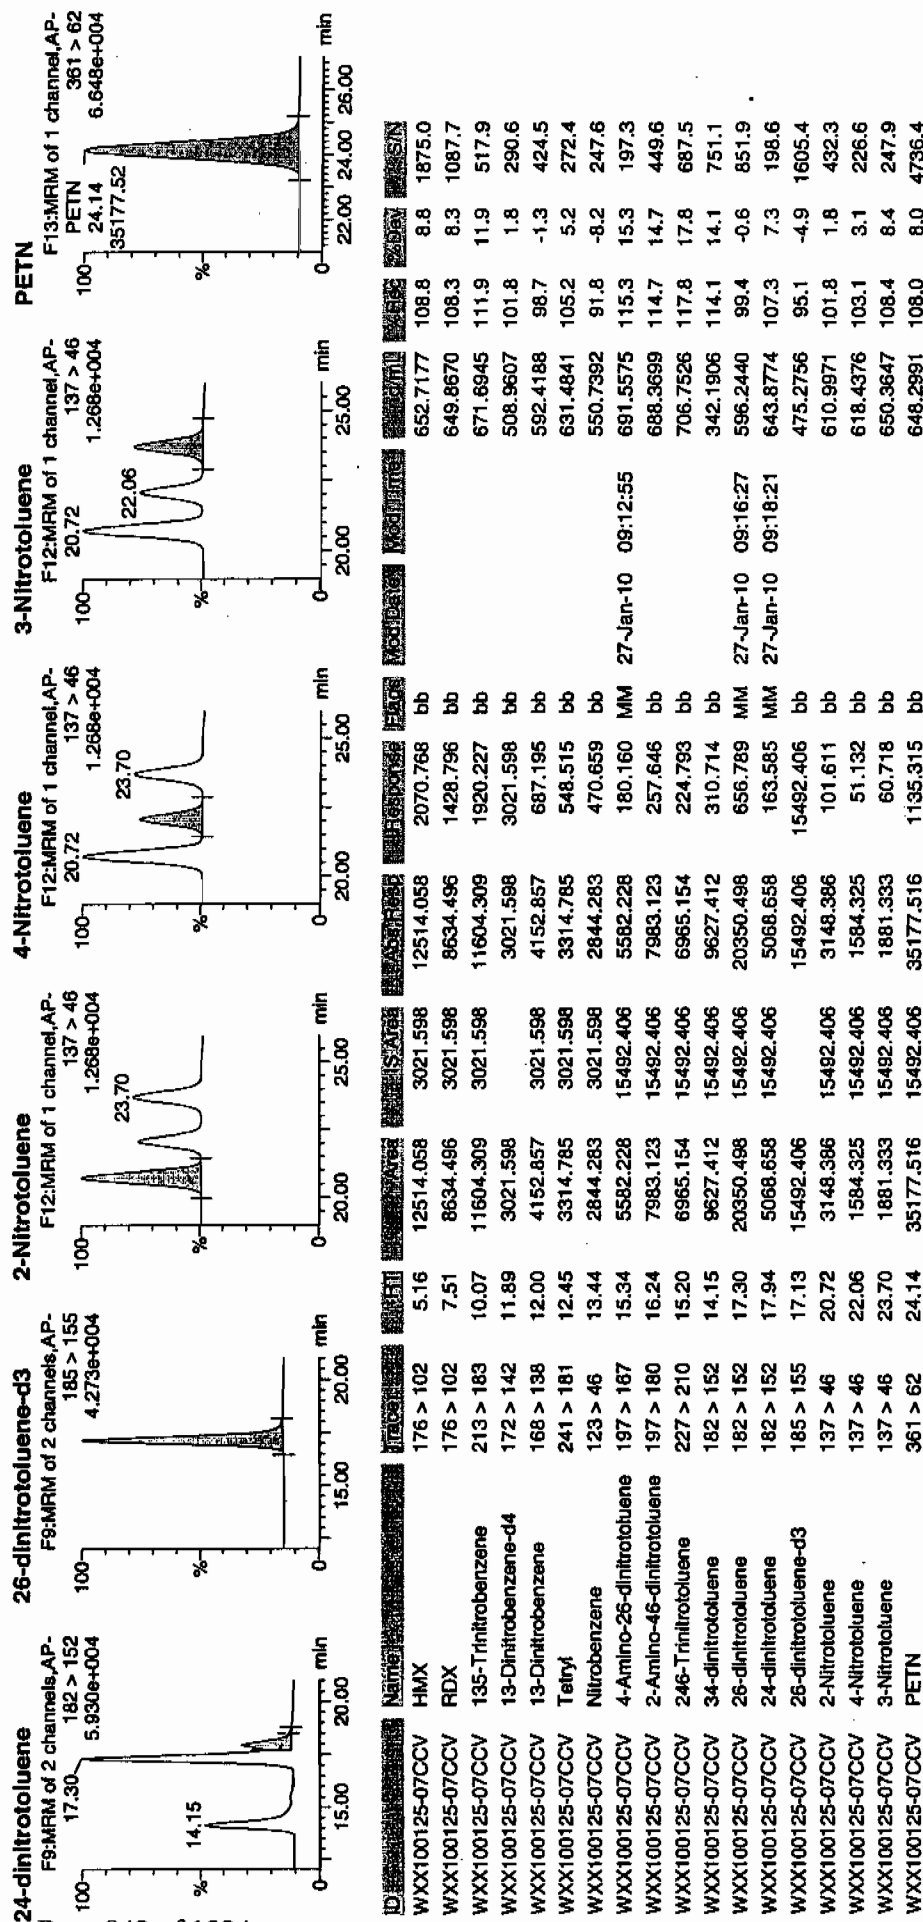 24-dinitrotoluene
F9:MRM of 2 channels,AP-
182 > 152
5.930e+004
17.30
14.15
100
%
0
15.00
20.00
min
26-dinitrotoluene-d3
F9:MRM of 2 channels,AP-
185 > 155
4.273e+004
100
%
0
15.00
20.00
min
2-Nitrotoluene
F12:MRM of 1 channel,AP-
137 > 46
1.268e+004
23.70
100
%
0
20.00
25.00
min
4-Nitrotoluene
F12:MRM of 1 channel,AP-
137 > 46
1.268e+004
20.72
23.70
100
%
0
20.00
25.00
min
3-Nitrotoluene
F12:MRM of 1 channel,AP-
137 > 46
1.268e+004
20.72
22.06
100
%
0
20.00
25.00
min
PETN
F13:MRM of 1 channel,AP-
361 > 62
6.648e+004
PETN
24.14
35177.52
100
%
0
22.00
24.00
26.00
min
ID Name Trace RT Area IS Area Abs Resp Response Flags Mod Date Mod Time %Rec %Dev S/N
WXX100125-07CCV HMX 176 > 102 5.16 12514.058 3021.598 12514.058 2070.768 bb 652.7177 108.8 8.8 1875.0
WXX100125-07CCV RDX 176 > 102 7.51 8634.496 3021.598 8634.496 1428.796 bb 649.8670 108.3 8.3 1087.7
WXX100125-07CCV 135-Trinitrobenzene 213 > 183 10.07 11604.309 3021.598 11604.309 1920.227 bb 671.6945 111.9 11.9 517.9
WXX100125-07CCV 13-Dinitrobenzene-d4 172 > 142 11.89 3021.598 3021.598 3021.598 bb 508.9607 101.8 1.8 290.6
WXX100125-07CCV 13-Dinitrobenzene 168 > 138 12.00 4152.857 3021.598 4152.857 687.195 bb 592.4188 98.7 -1.3 424.5
WXX100125-07CCV Tetryl 241 > 181 12.45 3314.785 3021.598 3314.785 548.515 bb 631.4841 105.2 5.2 272.4
WXX100125-07CCV Nitrobenzene 123 > 46 13.44 2844.283 3021.598 2844.283 470.659 bb 550.7392 91.8 -8.2 247.6
WXX100125-07CCV 4-Amino-26-dinitrotoluene 197 > 167 15.34 5582.228 15492.406 5582.228 180.160 MM 27-Jan-10 09:12:55 691.5575 115.3 15.3 197.3
WXX100125-07CCV 2-Amino-46-dinitrotoluene 197 > 180 16.24 7983.123 15492.406 7983.123 257.646 bb 688.3699 114.7 14.7 449.6
WXX100125-07CCV 246-Trinitrotoluene 227 > 210 15.20 6965.154 15492.406 6965.154 224.793 bb 706.7526 117.8 17.8 687.5
WXX100125-07CCV 34-dinitrotoluene 182 > 152 14.15 9627.412 15492.406 9627.412 310.714 bb 342.1906 114.1 14.1 751.1
WXX100125-07CCV 26-dinitrotoluene 182 > 152 17.30 20350.498 15492.406 20350.498 656.789 MM 27-Jan-10 09:16:27 596.2440 99.4 -0.6 851.9
WXX100125-07CCV 24-dinitrotoluene 182 > 152 17.94 5068.658 15492.406 5068.658 163.585 MM 27-Jan-10 09:18:21 643.8774 107.3 7.3 198.6
WXX100125-07CCV 26-dinitrotoluene-d3 185 > 155 17.13 15492.406 15492.406 15492.406 bb 475.2756 95.1 -4.9 1605.4
WXX100125-07CCV 2-Nitrotoluene 137 > 46 20.72 3148.386 15492.406 3148.386 101.611 bb 610.9971 101.8 1.8 432.3
WXX100125-07CCV 4-Nitrotoluene 137 > 46 22.06 1584.325 15492.406 1584.325 51.132 bb 618.4376 103.1 3.1 226.6
WXX100125-07CCV 3-Nitrotoluene 137 > 46 23.70 1881.333 15492.406 1881.333 60.718 bb 650.3647 108.4 8.4 247.9
WXX100125-07CCV PETN 361 > 62 24.14 35177.516 15492.406 35177.516 1135.315 bb 648.2991 108.0 8.0 4736.4